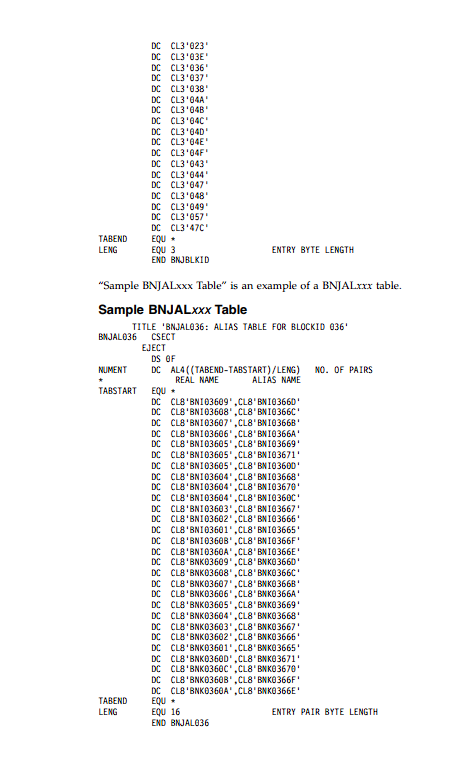 DC CL3'023'
DC CL3'03E'
DC CL3'036'
DC CL3'037'
DC CL3'038'
DC CL3'04A'
DC CL3'04B'
DC CL3'04C'
DC CL3'04D'
DC CL3'04E'
DC CL3'04F'
DC CL3'043'
DC CL3'044'
DC CL3'047'
DC CL3'048'
DC CL3'049'
DC CL3'057'
DC CL3'47C'
TABEND EQU *
LENG EQU 3 ENTRY BYTE LENGTH
END BNJBLKID
“Sample BNJALxxx Table” is an example of a BNJALxxx table.
Sample BNJALxxx Table
TITLE 'BNJAL036: ALIAS TABLE FOR BLOCKID 036'
BNJAL036 CSECT
EJECT
DS 0F
NUMENT DC AL4((TABEND-TABSTART)/LENG) NO. OF PAIRS
* REAL NAME ALIAS NAME
TABSTART EQU *
DC CL8'BNI03609',CL8'BNI0366D'
DC CL8'BNI03608',CL8'BNI0366C'
DC CL8'BNI03607',CL8'BNI0366B'
DC CL8'BNI03606',CL8'BNI0366A'
DC CL8'BNI03605',CL8'BNI03669'
DC CL8'BNI03605',CL8'BNI03671'
DC CL8'BNI03605',CL8'BNI0360D'
DC CL8'BNI03604',CL8'BNI03668'
DC CL8'BNI03604',CL8'BNI03670'
DC CL8'BNI03604',CL8'BNI0360C'
DC CL8'BNI03603',CL8'BNI03667'
DC CL8'BNI03602',CL8'BNI03666'
DC CL8'BNI03601',CL8'BNI03665'
DC CL8'BNI0360B',CL8'BNI0366F'
DC CL8'BNI0360A',CL8'BNI0366E'
DC CL8'BNK03609',CL8'BNK0366D'
DC CL8'BNK03608',CL8'BNK0366C'
DC CL8'BNK03607',CL8'BNK0366B'
DC CL8'BNK03606',CL8'BNK0366A'
DC CL8'BNK03605',CL8'BNK03669'
DC CL8'BNK03604',CL8'BNK03668'
DC CL8'BNK03603',CL8'BNK03667'
DC CL8'BNK03602',CL8'BNK03666'
DC CL8'BNK03601',CL8'BNK03665'
DC CL8'BNK0360D',CL8'BNK03671'
DC CL8'BNK0360C',CL8'BNK03670'
DC CL8'BNK0360B',CL8'BNK0366F'
DC CL8'BNK0360A',CL8'BNK0366E'
TABEND EQU *
LENG EQU 16 ENTRY PAIR BYTE LENGTH
END BNJAL036